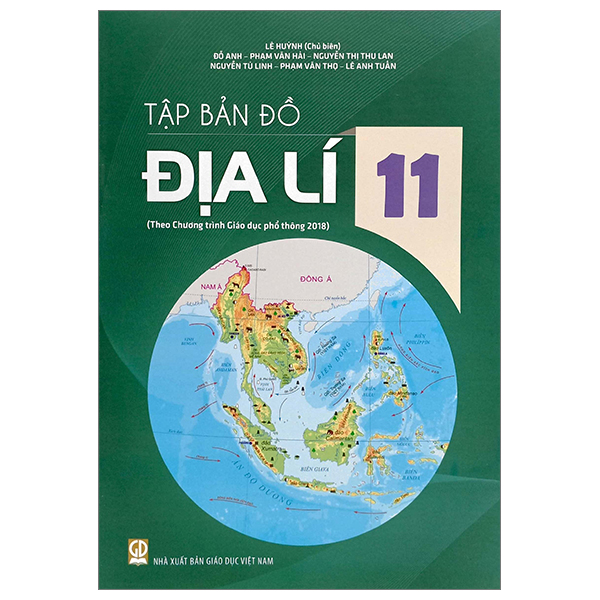 LÊ HUỲNH (Chủ biên)
ĐỖ ANH – PHẠM VĂN HẢI – NGUYỄN THỊ THU LAN
NGUYỄN TÚ LINH – PHẠM VĂN THỌ – LÊ ANH TUẤN
TẬP BẢN ĐỒ
ĐỊA LÍ
11
(Theo Chương trình Giáo dục phổ thông 2018)
NAM Á
ĐÔNG Á
BIỂN ĐÔNG
BIỂN GIAVA
ẤN ĐỘ DƯƠNG
NHÀ XUẤT BẢN GIÁO DỤC VIỆT NAM